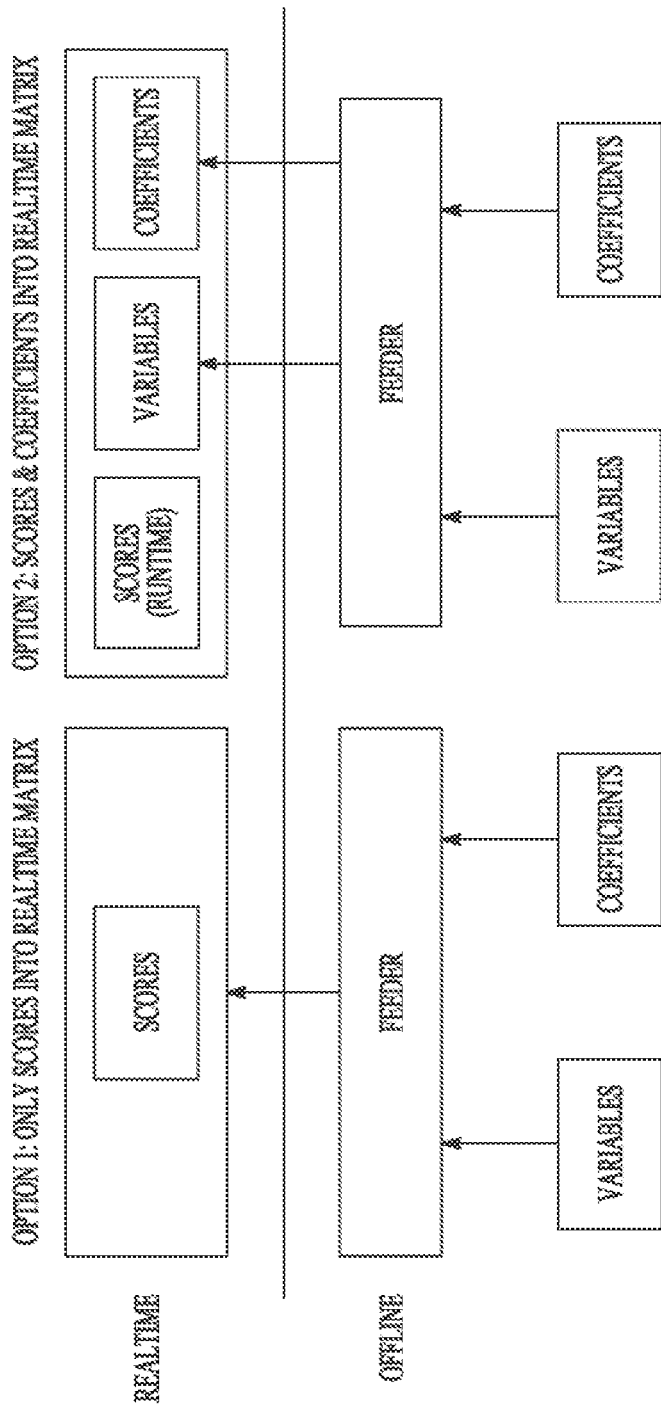 OPTION 1: ONLY SCORES INTO REALTIME MATRIX
OPTION 2: SCORES & COEFFICIENTS INTO REALTIME MATRIX
REALTIME
SCORES
SCORES
(RUNTIME)
VARIABLES
COEFFICIENTS
OFFLINE
FEEDER
FEEDER
VARIABLES
COEFFICIENTS
VARIABLES
COEFFICIENTS